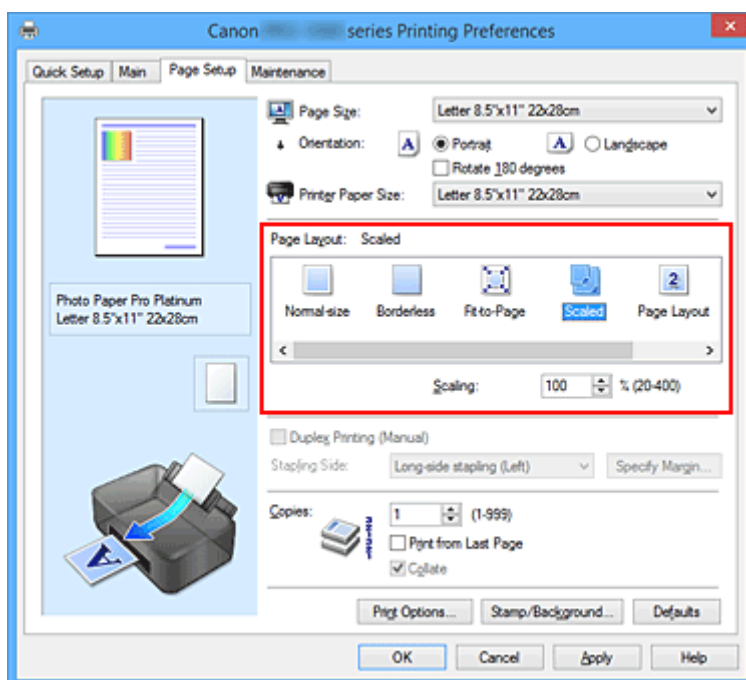 Canon series Printing Preferences
Quick Setup Main Page Setup Maintenance
Page Size: Letter 8.5"x11" 22x28cm
Orientation: A Portrait A Landscape
Rotate 180 degrees
Printer Paper Size: Letter 8.5"x11" 22x28cm
Page Layout: Scaled
Normal-size Borderless Fit-to-Page Scaled 2 Page Layout
Scaling: 100 % (20-400)
Photo Paper Pro Platinum
Letter 8.5"x11" 22x28cm
Duplex Printing (Manual)
Stapling Side: Long-side stapling (Left) Specify Margin...
Copies: 1 (1-999)
Print from Last Page
Collate
A
Print Options... Stamp/Background... Defaults
OK Cancel Apply Help